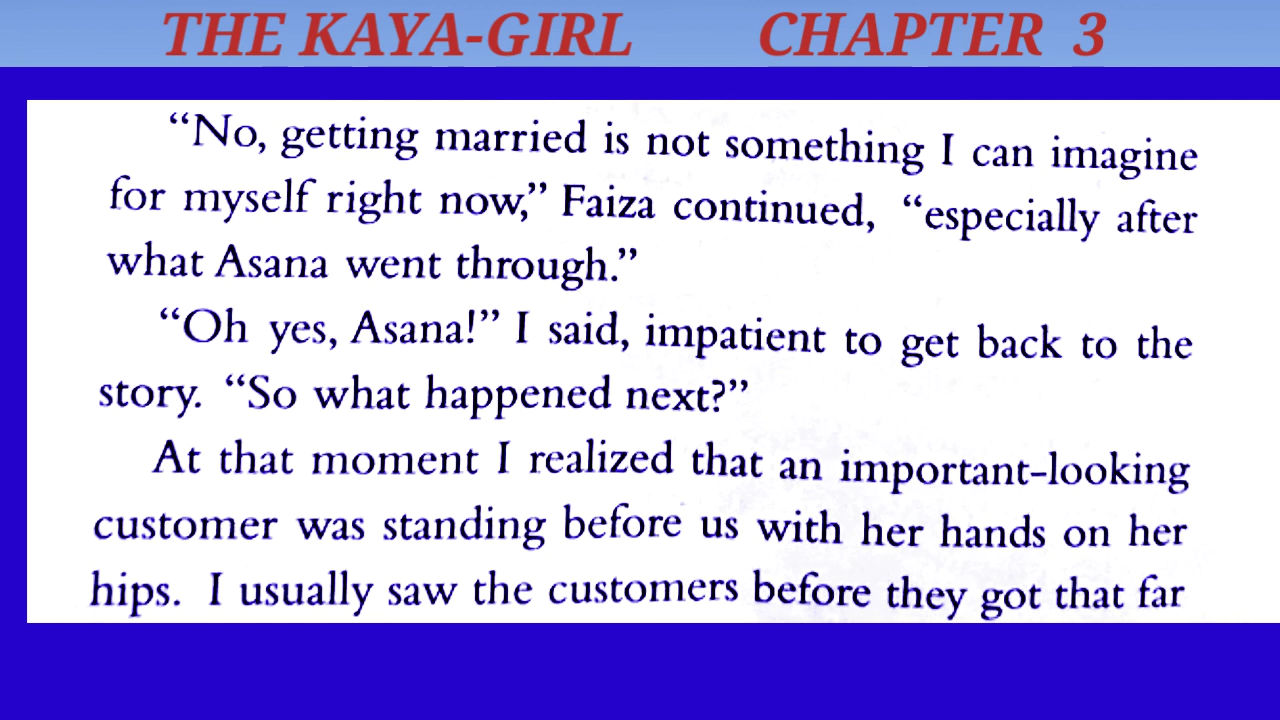 THE KAYA-GIRL CHAPTER 3
“No, getting married is not something I can imagine
for myself right now,” Faiza continued, “especially after
what Asana went through.”
“Oh yes, Asana!” I said, impatient to get back to the
story. “So what happened next?”
At that moment I realized that an important-looking
customer was standing before us with her hands on her
hips. I usually saw the customers before they got that far